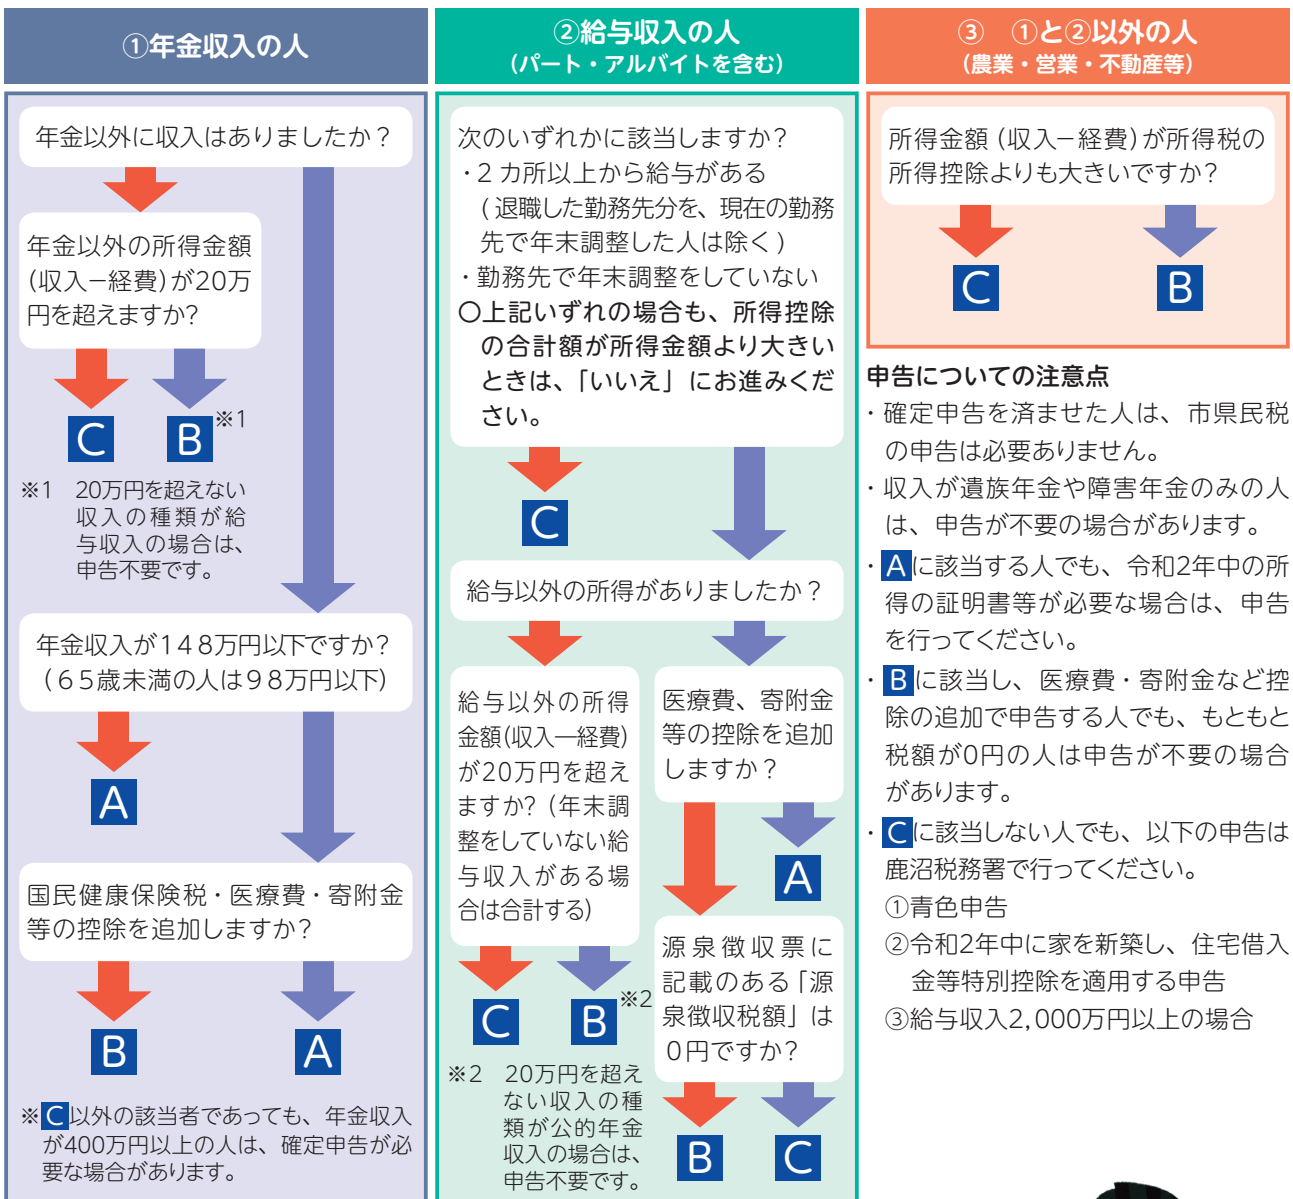 ①年金収入の人
年金以外に収入はありましたか？
年金以外の所得金額
(収入ー経費)が20万
円を超えますか？
C
B
※1
※1　20万円を超えない
収入の種類が給
与収入の場合は、
申告不要です。
年金収入が148万円以下ですか？
（65歳未満の人は98万円以下）
A
国民健康保険税・医療費・寄附金
等の控除を追加しますか？
B
A
※C以外の該当者であっても、年金収入
が400万円以上の人は、確定申告が必
要な場合があります。
②給与収入の人
（パート・アルバイトを含む）
次のいずれかに該当しますか？
・2 カ所以上から給与がある
( 退職した勤務先分を、現在の勤務
先で年末調整した人は除く )
・勤務先で年末調整をしていない
〇上記いずれの場合も、所得控除
の合計額が所得金額より大きい
ときは、「いいえ」にお進みくだ
さい。
C
給与以外の所得がありましたか？
給与以外の所得
金額(収入―経費)
が20万円を超え
ますか？（年末調
整をしていない給
与収入がある場
合は合計する）
C
B
※2
※2　20万円を超え
ない収入の種
類が公的年金
収入の場合は、
申告不要です。
医療費、寄附金
等の控除を追加
しますか？
A
源泉徴収票に
記載のある「源
泉徴収税額」は
０円ですか？
B
C
③　①と②以外の人
（農業・営業・不動産等）
所得金額（収入ー経費）が所得税の
所得控除よりも大きいですか？
C
B
申告についての注意点
・確定申告を済ませた人は、市県民税
の申告は必要ありません。
・収入が遺族年金や障害年金のみの人
は、申告が不要の場合があります。
・Aに該当する人でも、令和2年中の所
得の証明書等が必要な場合は、申告
を行ってください。
・Bに該当し、医療費・寄附金など控
除の追加で申告する人でも、もともと
税額が0円の人は申告が不要の場合
があります。
・Cに該当しない人でも、以下の申告は
鹿沼税務署で行ってください。
①青色申告
②令和2年中に家を新築し、住宅借入
金等特別控除を適用する申告
③給与収入2,000万円以上の場合